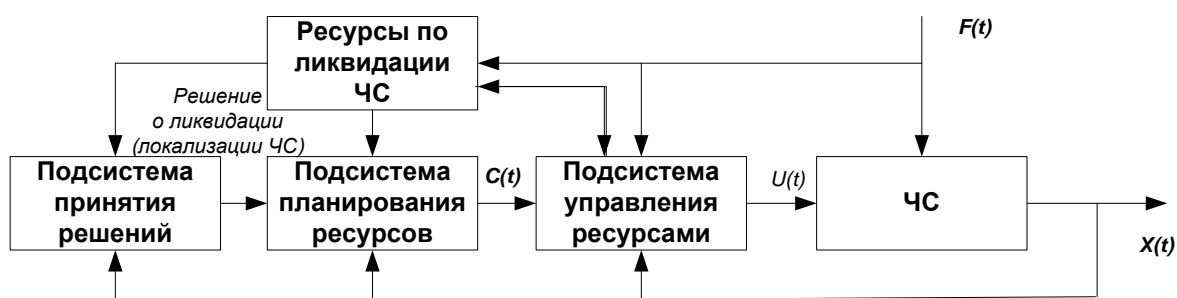 Ресурсы по
ликвидации
ЧС
F(t)
Решение
о ликвидации
(локализации ЧС)
Подсистема
принятия
решений
Подсистема
планирования
ресурсов
C(t)
Подсистема
управления
ресурсами
U(t)
ЧС
X(t)